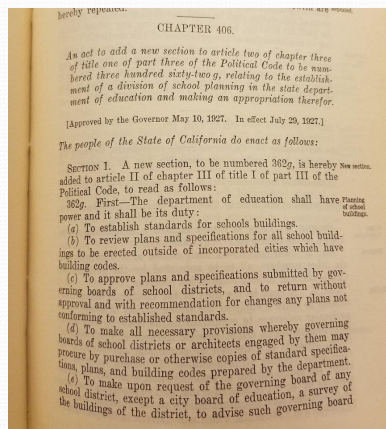 hereby repealed.
CHAPTER 406.
An act to add a new section to article two of chapter three
of title one of part three of the Political Code to be num-
bered three hundred sixty-two g, relating to the establish-
ment of a division of school planning in the state depart-
ment of education and making an appropriation therefor.
[Approved by the Governor May 10, 1927. In effect July 29, 1927.]
The people of the State of California do enact as follows:
SECTION 1. A new section, to be numbered 362g, is hereby New section.
added to article II of chapter III of title I of part III of the
Political Code, to read as follows:
362g. First—The department of education shall have Planning
of school
buildings.
power and it shall be its duty:
(a) To establish standards for schools buildings.
(b) To review plans and specifications for all school build-
ings to be erected outside of incorporated cities which have
building codes.
(c) To approve plans and specifications submitted by gov-
erning boards of school districts, and to return without
approval and with recommendation for changes any plans not
conforming to established standards.
(d) To make all necessary provisions whereby governing
boards of school districts or architects engaged by them may
procure by purchase or otherwise copies of standard specifica-
tions, plans, and building codes prepared by the department.
(e) To make upon request of the governing board of any
school district, except a city board of education, a survey of
the buildings of the district, to advise such governing board